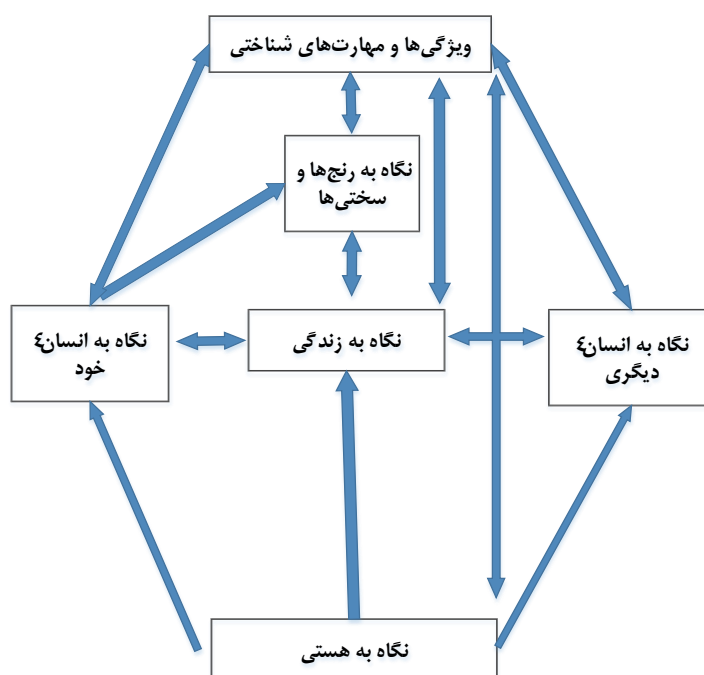 ویژگی‌ها و مهارت‌های شناختی
نگاه به رنج‌ها و
سختی‌ها
نگاه به انسان٤
خود
نگاه به زندگی
نگاه به انسان٤
دیگری
نگاه به هستی